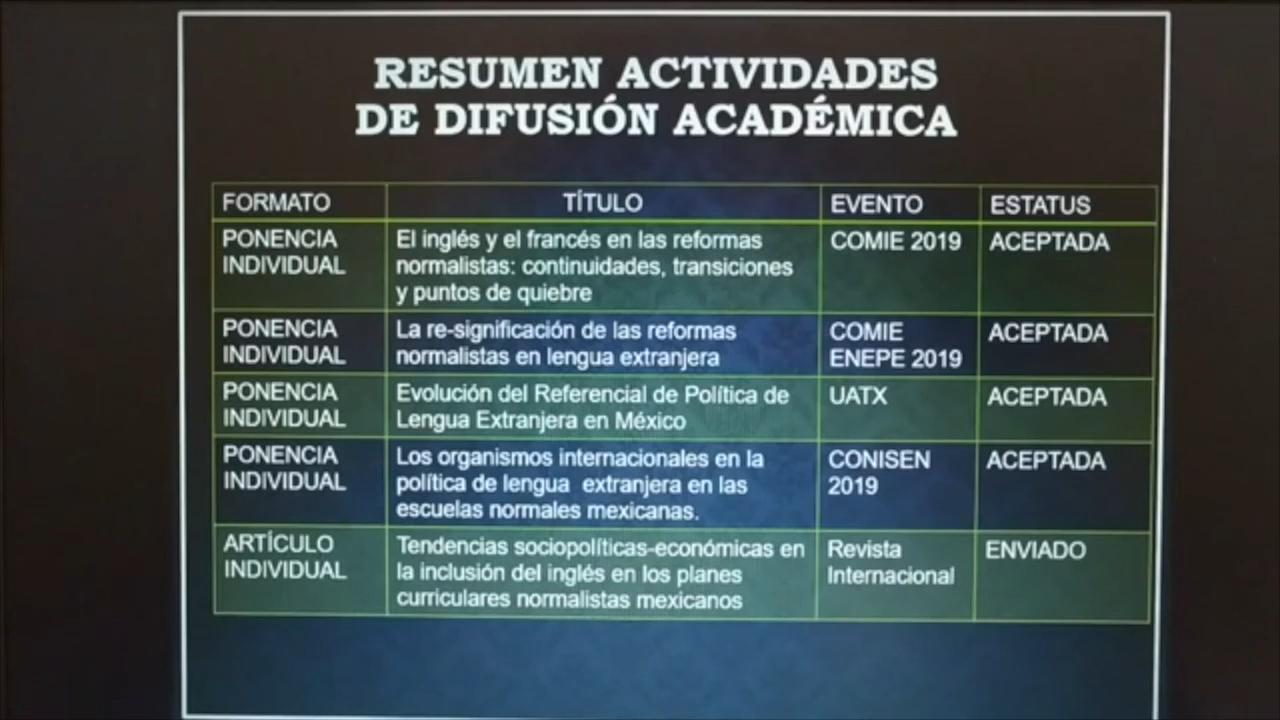 RESUMEN ACTIVIDADES
DE DIFUSIÓN ACADÉMICA
FORMATO TÍTULO EVENTO ESTATUS
PONENCIA INDIVIDUAL El inglés y el francés en las reformas normalistas: continuidades, transiciones y puntos de quiebre COMIE 2019 ACEPTADA
PONENCIA INDIVIDUAL La re-significación de las reformas normalistas en lengua extranjera COMIE ENEPE 2019 ACEPTADA
PONENCIA INDIVIDUAL Evolución del Referencial de Política de Lengua Extranjera en México UATX ACEPTADA
PONENCIA INDIVIDUAL Los organismos internacionales en la política de lengua extranjera en las escuelas normales mexicanas. CONISEN 2019 ACEPTADA
ARTÍCULO INDIVIDUAL Tendencias sociopolíticas-económicas en la inclusión del inglés en los planes curriculares normalistas mexicanos Revista Internacional ENVIADO